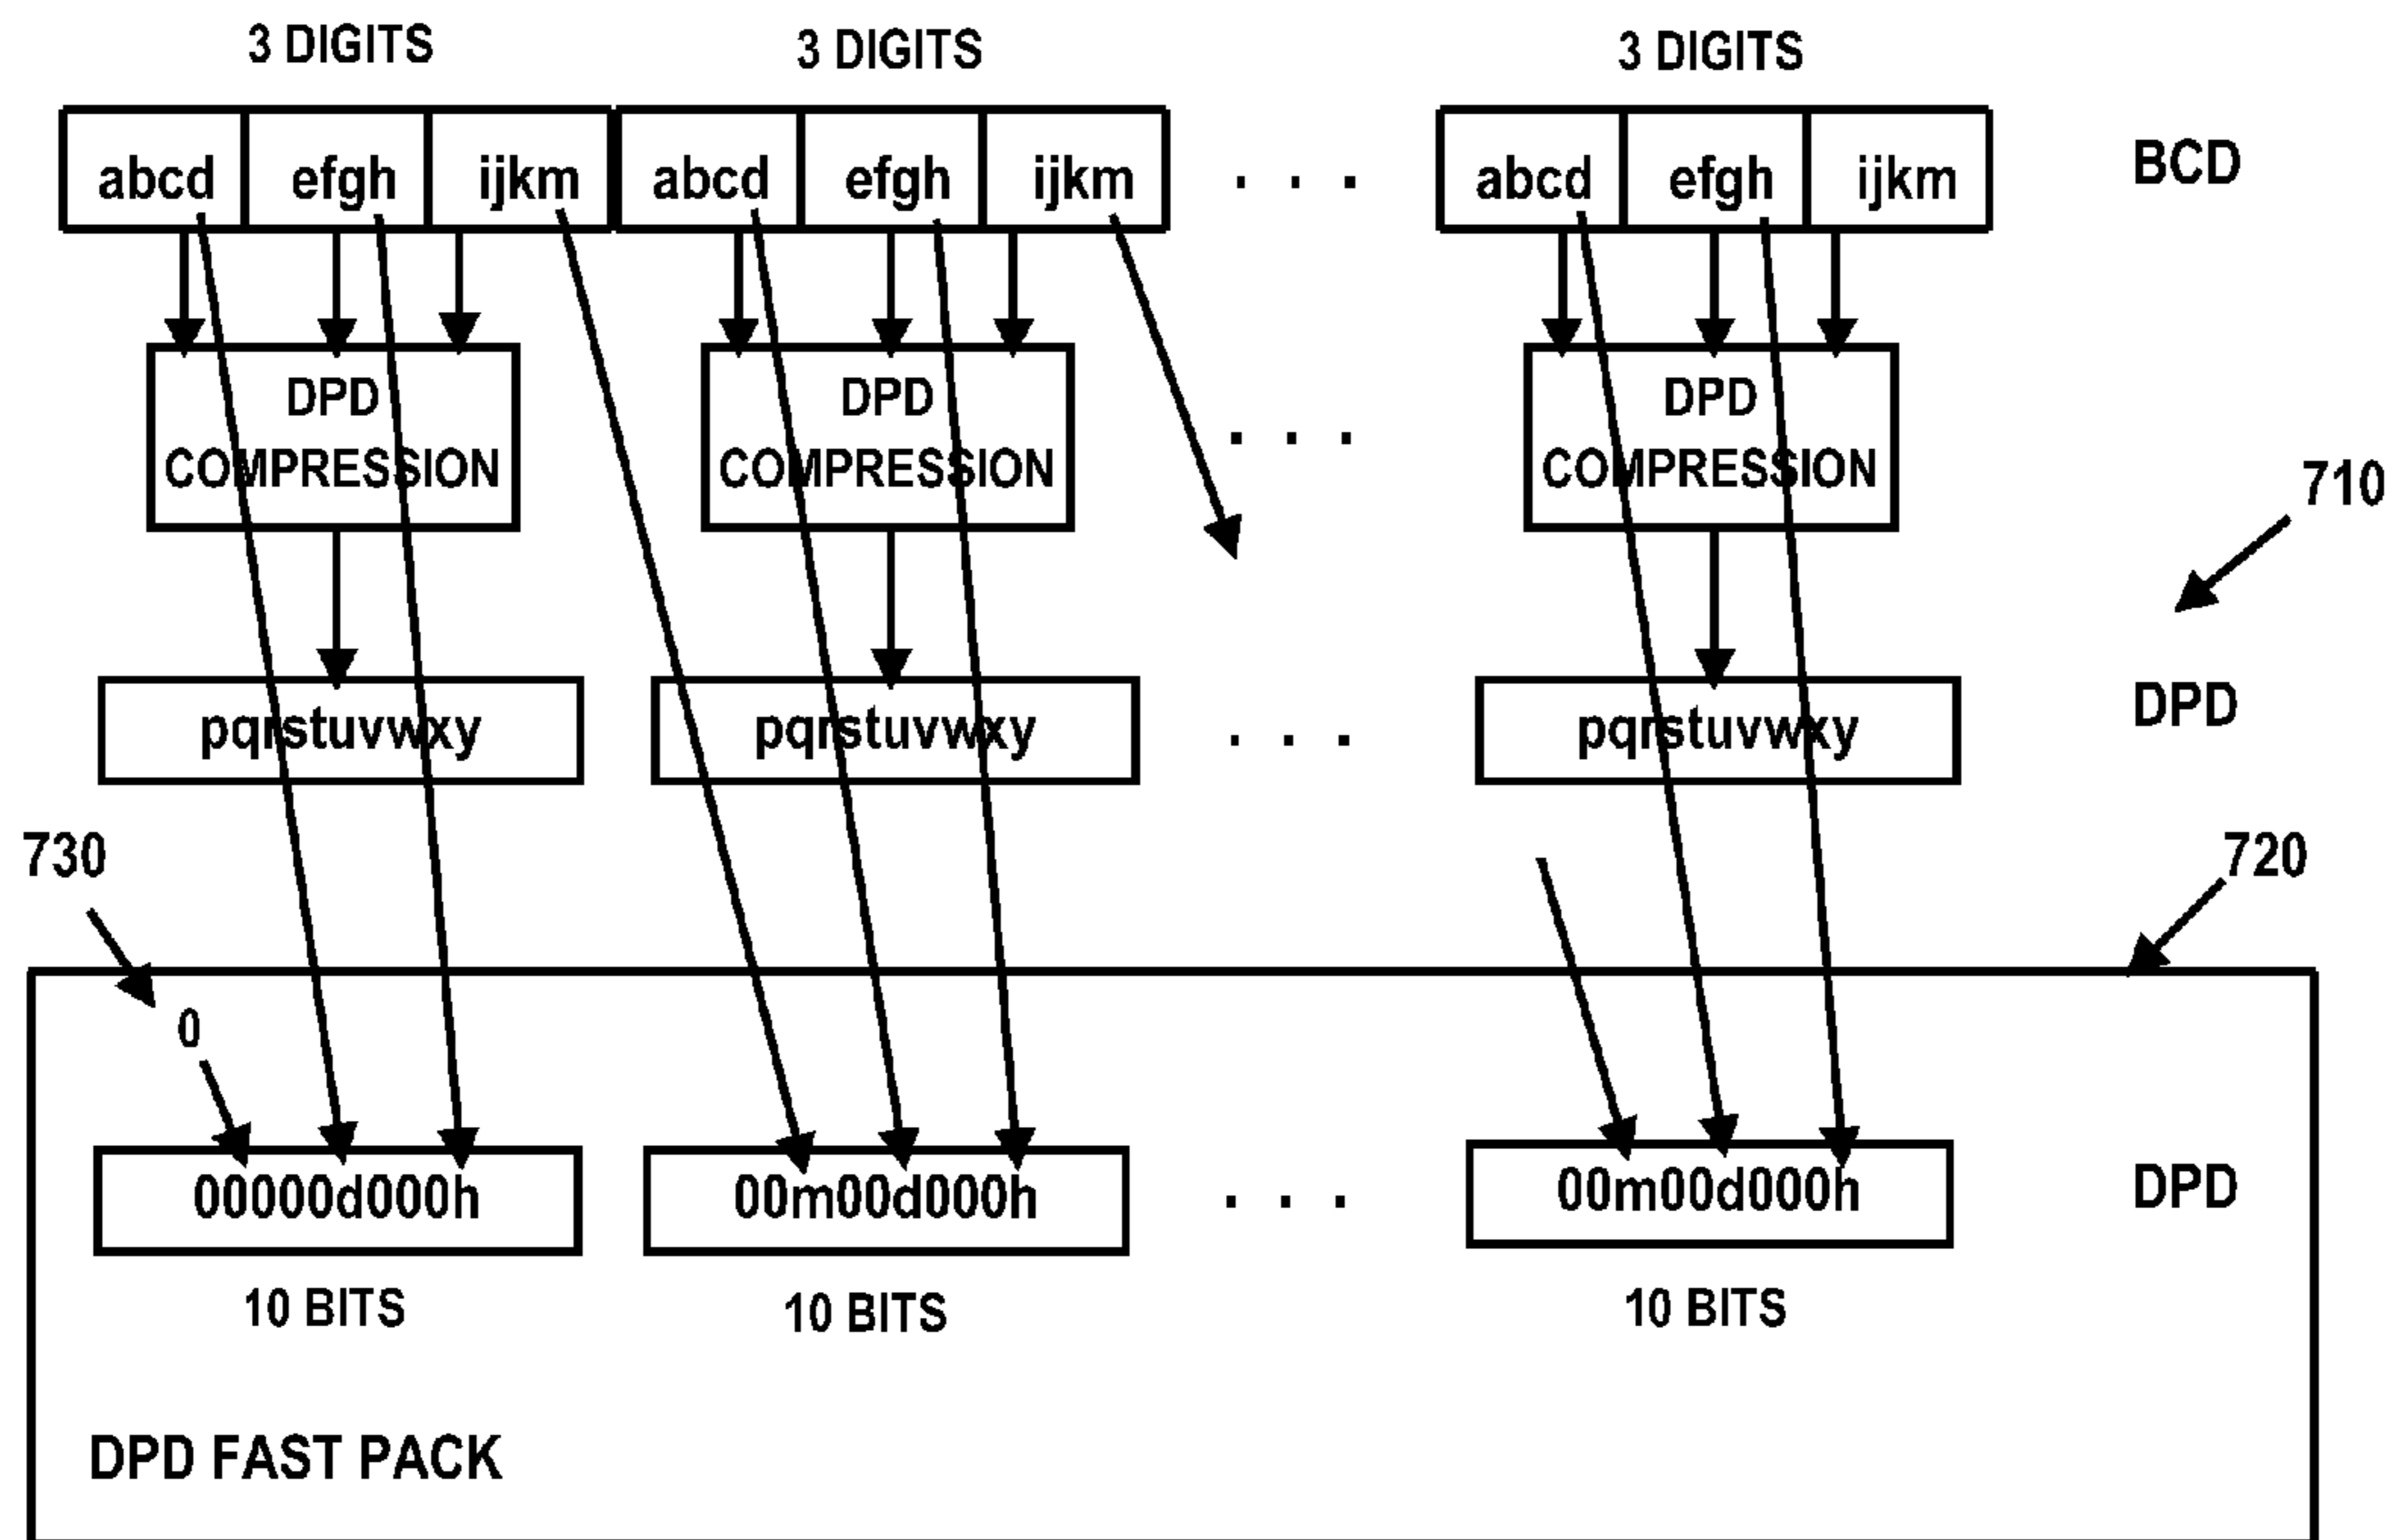 3 DIGITS 3 DIGITS 3 DIGITS
abcd efgh ijkm abcd efgh ijkm . . . abcd efgh ijkm BCD
DPD COMPRESSION DPD COMPRESSION . . . DPD COMPRESSION
710
pqrstuvwxy pqrstuvwxy . . . pqrstuvwxy DPD
730 720
0
00000d000h 00m00d000h . . . 00m00d000h DPD
10 BITS 10 BITS 10 BITS
DPD FAST PACK